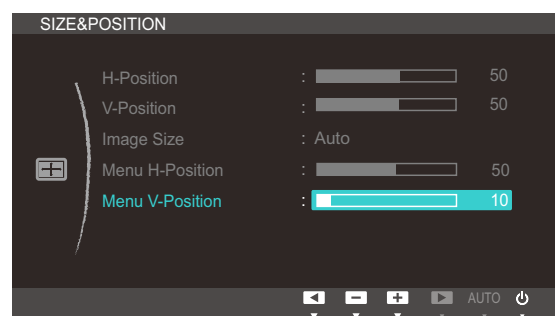 SIZE&POSITION
H-Position : 50
V-Position : 50
Image Size : Auto
Menu H-Position : 50
Menu V-Position : 10
AUTO